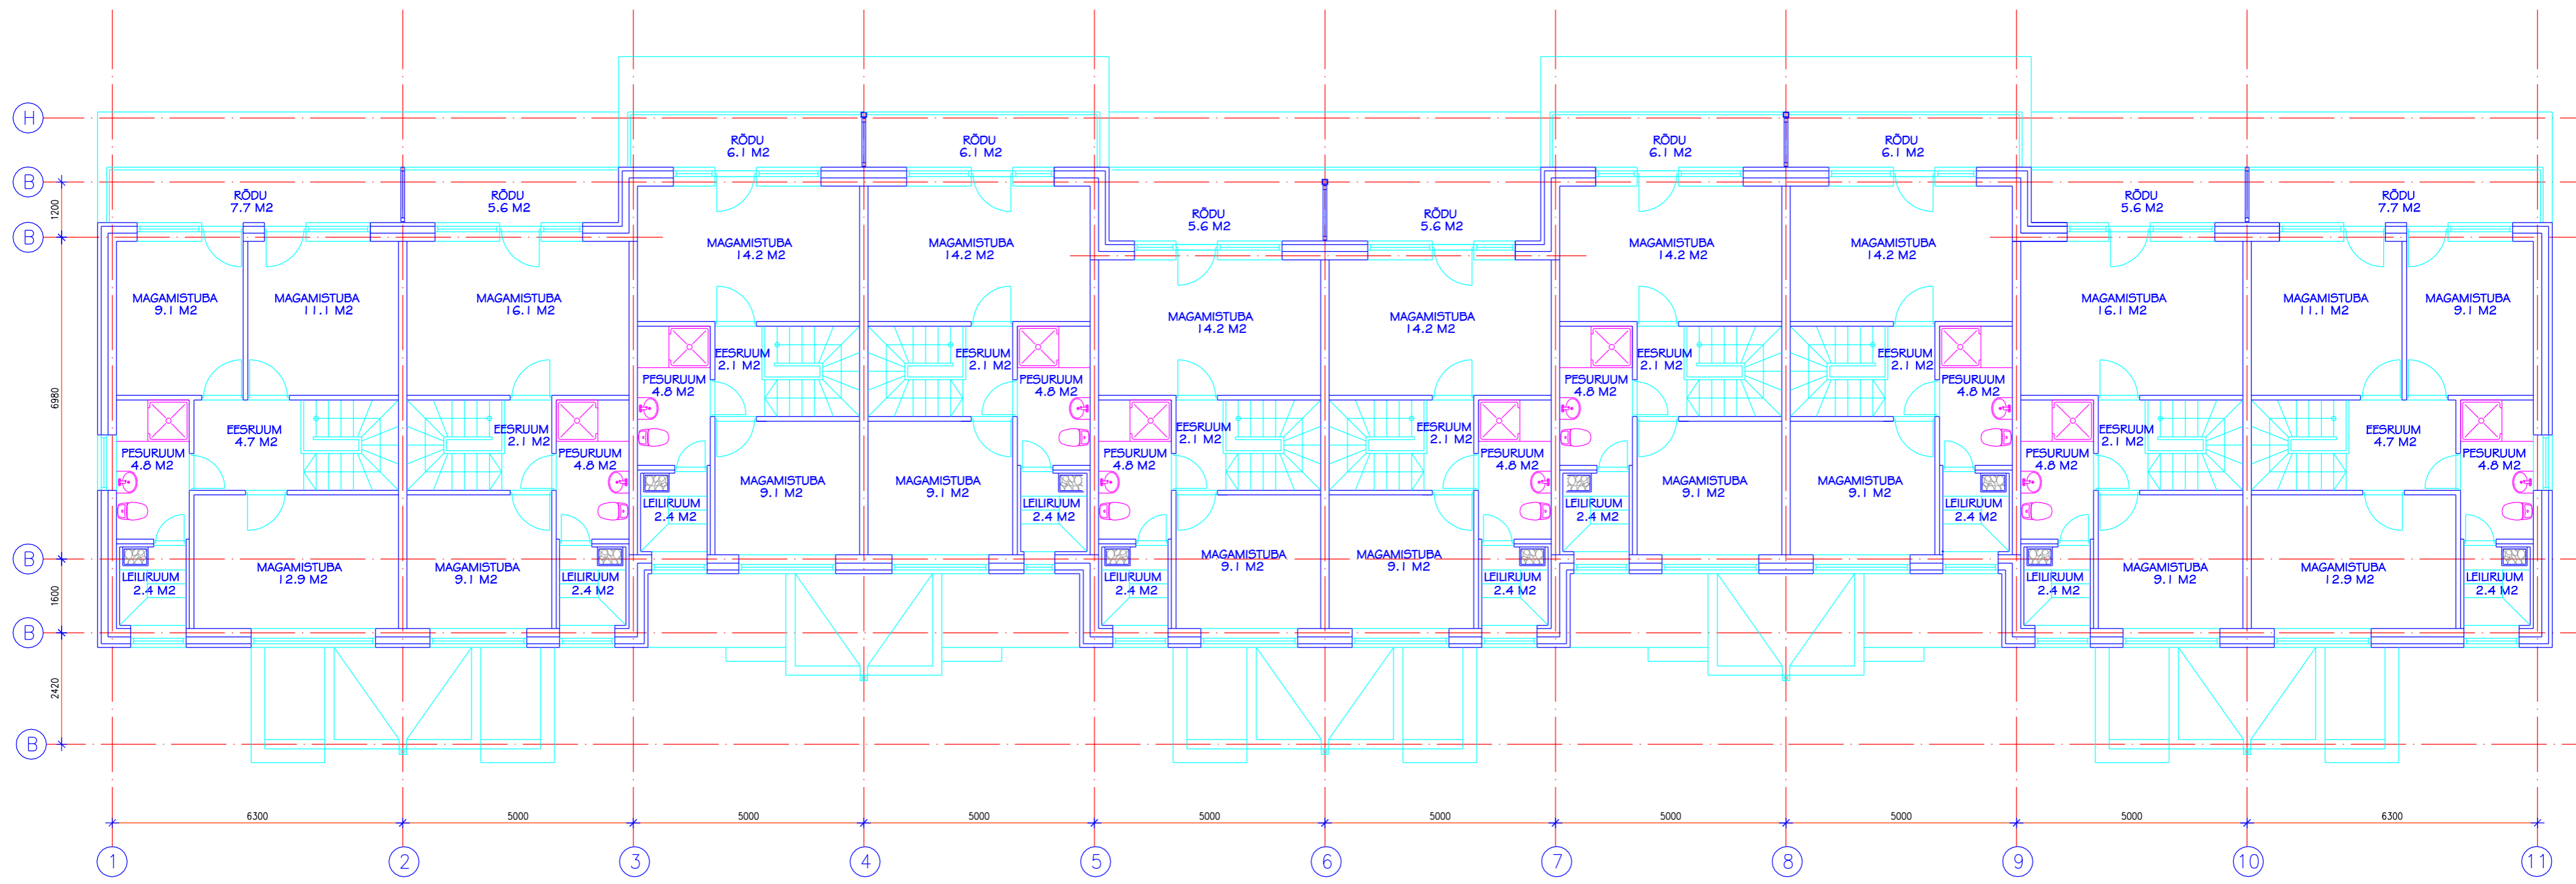 H
RÕDU
6.1 M2
RÕDU
6.1 M2
RÕDU
6.1 M2
RÕDU
6.1 M2
B
RÕDU
7.7 M2
RÕDU
5.6 M2
RÕDU
5.6 M2
RÕDU
5.6 M2
RÕDU
5.6 M2
RÕDU
7.7 M2
1200
B
MAGAMISTUBA
14.2 M2
MAGAMISTUBA
14.2 M2
MAGAMISTUBA
14.2 M2
MAGAMISTUBA
14.2 M2
MAGAMISTUBA
9.1 M2
MAGAMISTUBA
11.1 M2
MAGAMISTUBA
16.1 M2
MAGAMISTUBA
14.2 M2
MAGAMISTUBA
14.2 M2
MAGAMISTUBA
16.1 M2
MAGAMISTUBA
11.1 M2
MAGAMISTUBA
9.1 M2
EESRUUM
2.1 M2
EESRUUM
2.1 M2
EESRUUM
2.1 M2
EESRUUM
2.1 M2
PESURUUM
4.8 M2
PESURUUM
4.8 M2
PESURUUM
4.8 M2
PESURUUM
4.8 M2
6980
EESRUUM
4.7 M2
EESRUUM
2.1 M2
EESRUUM
2.1 M2
EESRUUM
2.1 M2
EESRUUM
2.1 M2
EESRUUM
4.7 M2
PESURUUM
4.8 M2
PESURUUM
4.8 M2
PESURUUM
4.8 M2
PESURUUM
4.8 M2
PESURUUM
4.8 M2
PESURUUM
4.8 M2
MAGAMISTUBA
9.1 M2
MAGAMISTUBA
9.1 M2
MAGAMISTUBA
9.1 M2
MAGAMISTUBA
9.1 M2
LEILIRUUM
2.4 M2
LEILIRUUM
2.4 M2
LEILIRUUM
2.4 M2
LEILIRUUM
2.4 M2
B
MAGAMISTUBA
12.9 M2
MAGAMISTUBA
9.1 M2
MAGAMISTUBA
9.1 M2
MAGAMISTUBA
9.1 M2
MAGAMISTUBA
9.1 M2
MAGAMISTUBA
12.9 M2
LEILIRUUM
2.4 M2
LEILIRUUM
2.4 M2
LEILIRUUM
2.4 M2
LEILIRUUM
2.4 M2
LEILIRUUM
2.4 M2
LEILIRUUM
2.4 M2
1600
B
2420
B
6300
5000
5000
5000
5000
5000
5000
5000
5000
6300
1
2
3
4
5
6
7
8
9
10
11